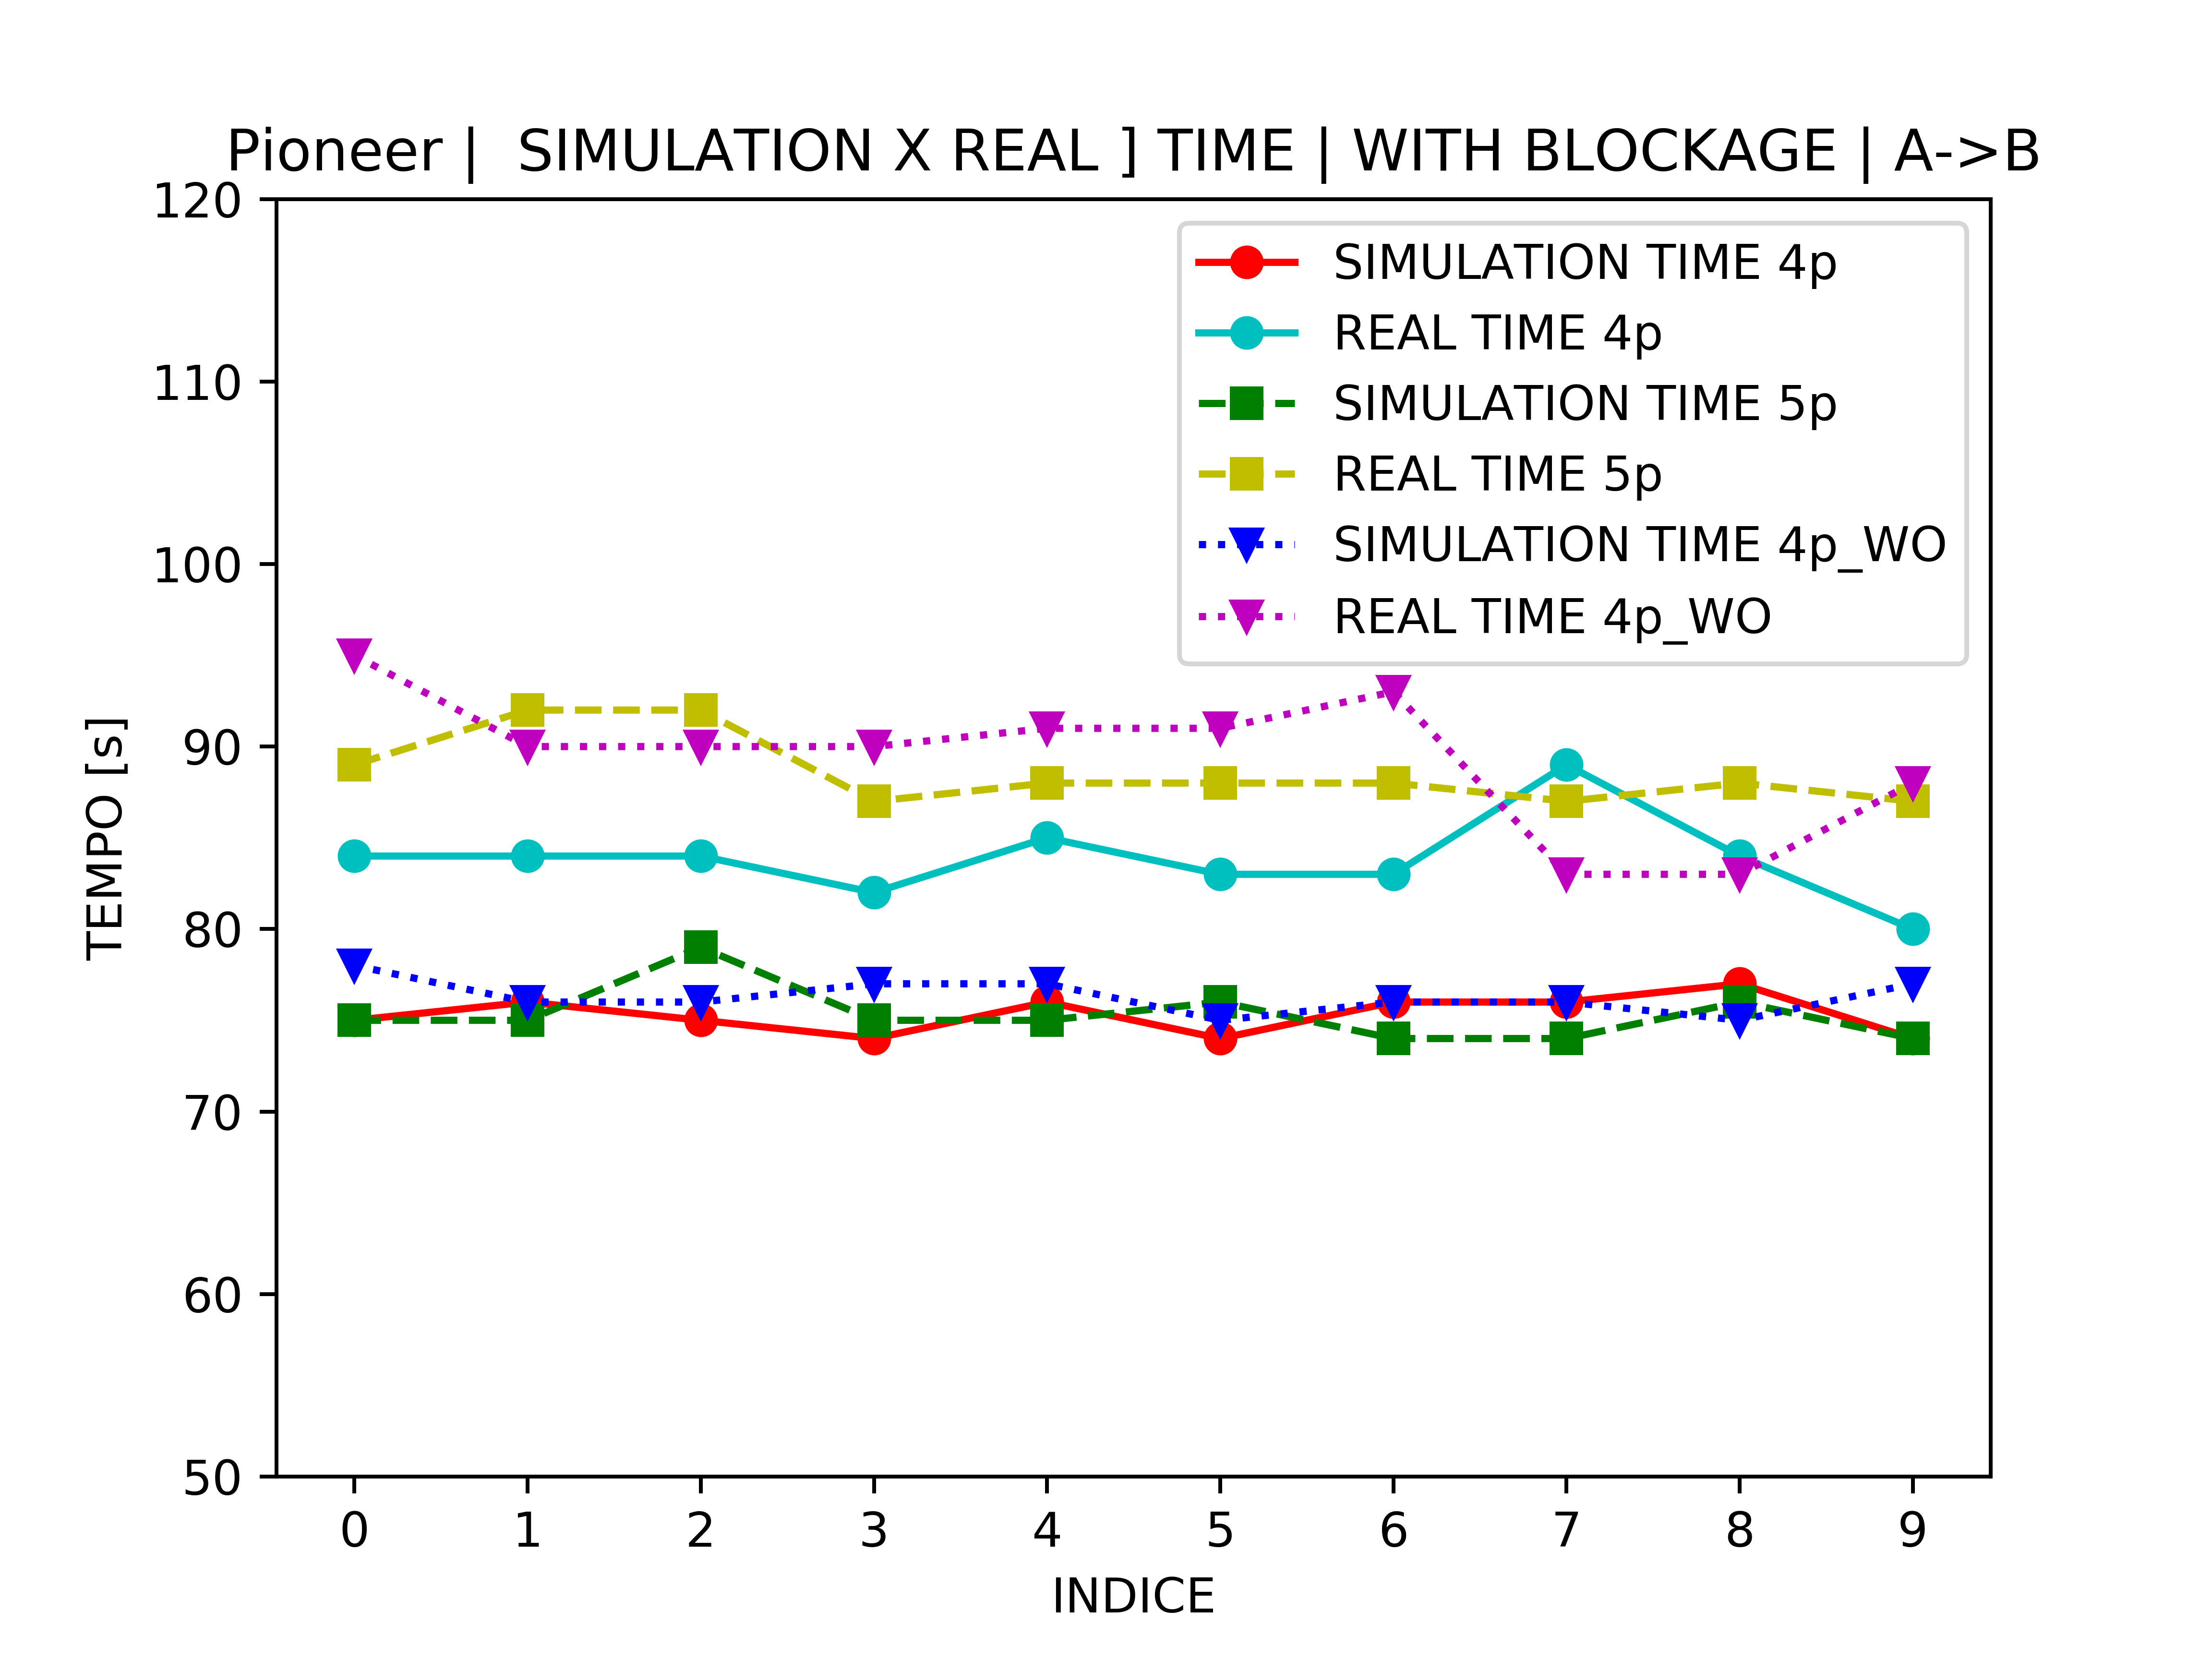 Pioneer |  SIMULATION X REAL ] TIME | WITH BLOCKAGE | A->B
120
110
100
90
80
70
60
50
TEMPO [s]
SIMULATION TIME 4p
REAL TIME 4p
SIMULATION TIME 5p
REAL TIME 5p
SIMULATION TIME 4p_WO
REAL TIME 4p_WO
0 1 2 3 4 5 6 7 8 9
INDICE